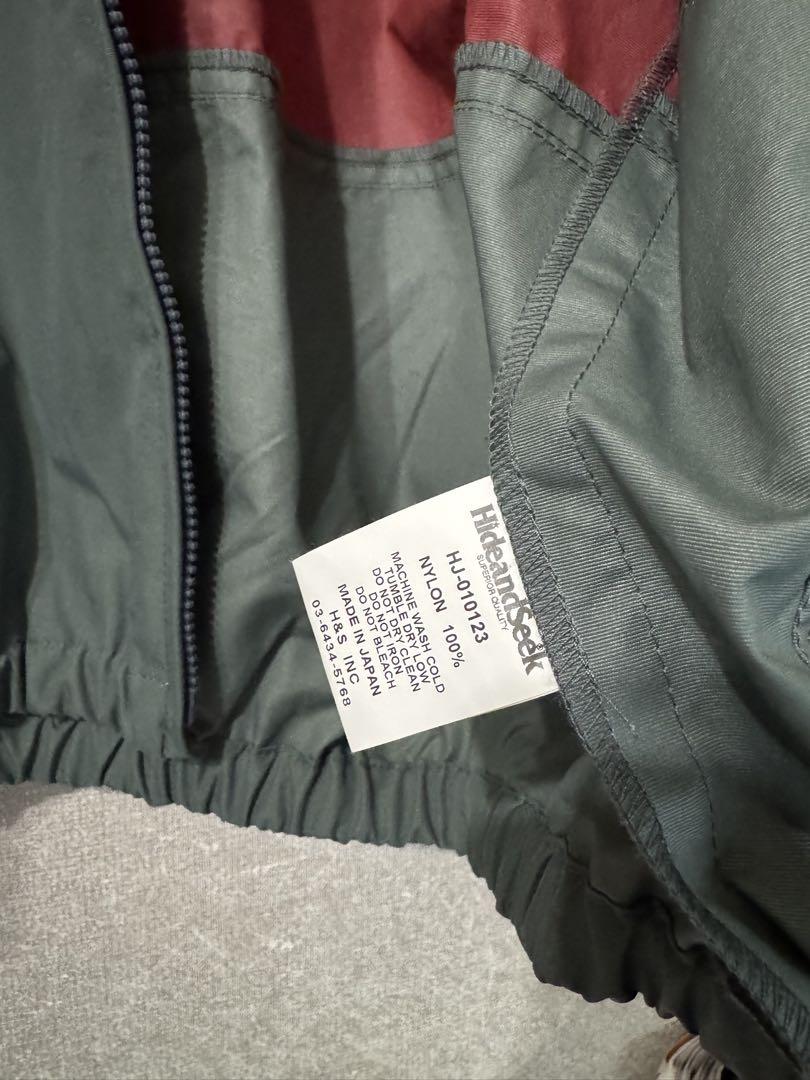 HideandSeek
SUPERIOR QUALITY
HJ-010123
NYLON 100%
MACHINE WASH COLD
TUMBLE DRY LOW
DO NOT DRY CLEAN
DO NOT IRON
DO NOT BLEACH
MADE IN JAPAN
H&S INC
03-6434-5768